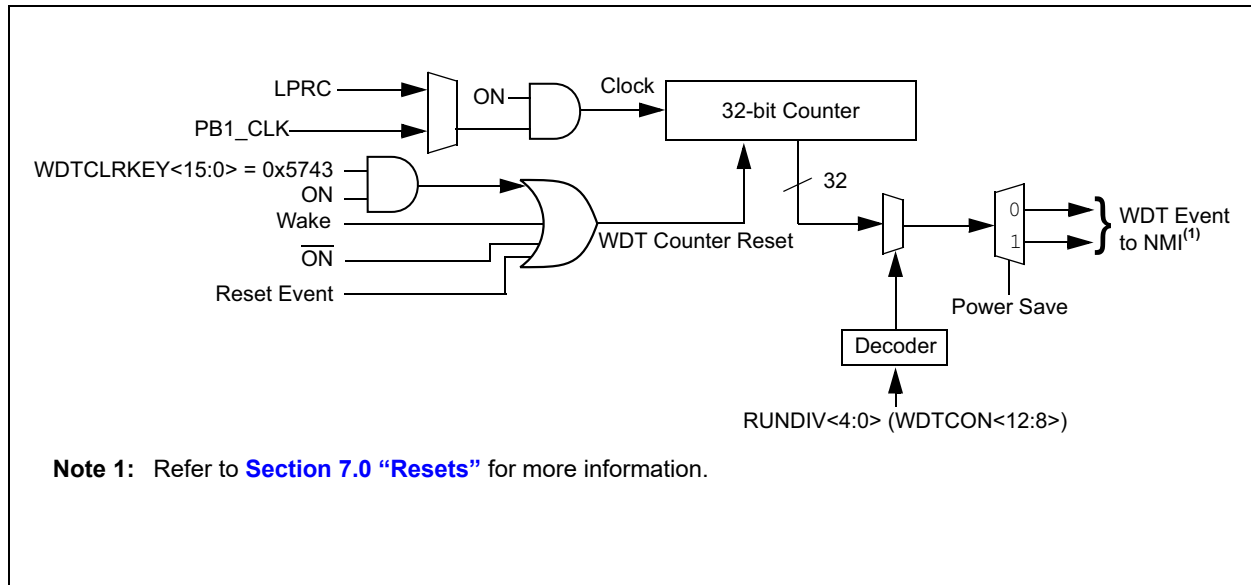 LPRC
PB1_CLK
ON
Clock
32-bit Counter
WDTCLRKEY<15:0> = 0x5743
ON
Wake
O̅N̅
Reset Event
WDT Counter Reset
32
0
1
WDT Event
to NMI(1)
Power Save
Decoder
RUNDIV<4:0> (WDTCON<12:8>)
Note 1: Refer to Section 7.0 “Resets” for more information.